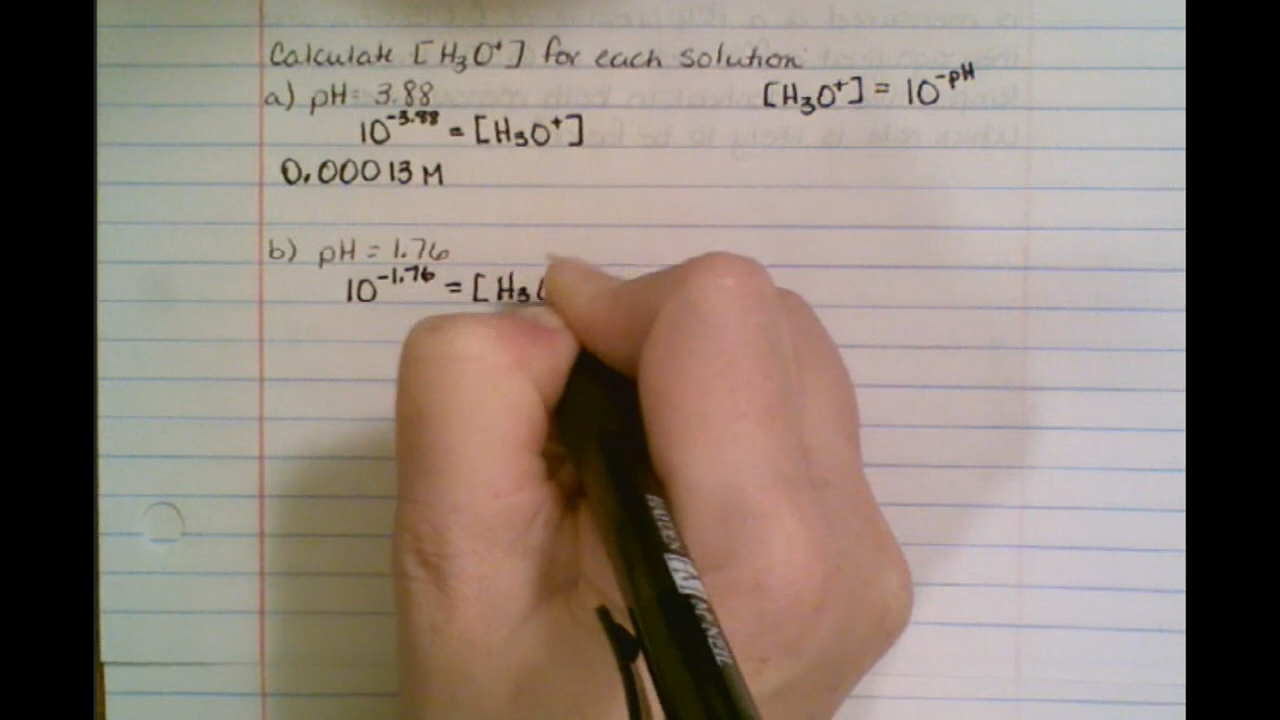 Calculate [H₃O⁺] for each solution
[H₃O⁺] = 10⁻ᵖᴴ
a) pH = 3.88
10⁻³·⁸⁸ = [H₃O⁺]
0.00013 M
b) pH = 1.76
10⁻¹·⁷⁶ = [H₃